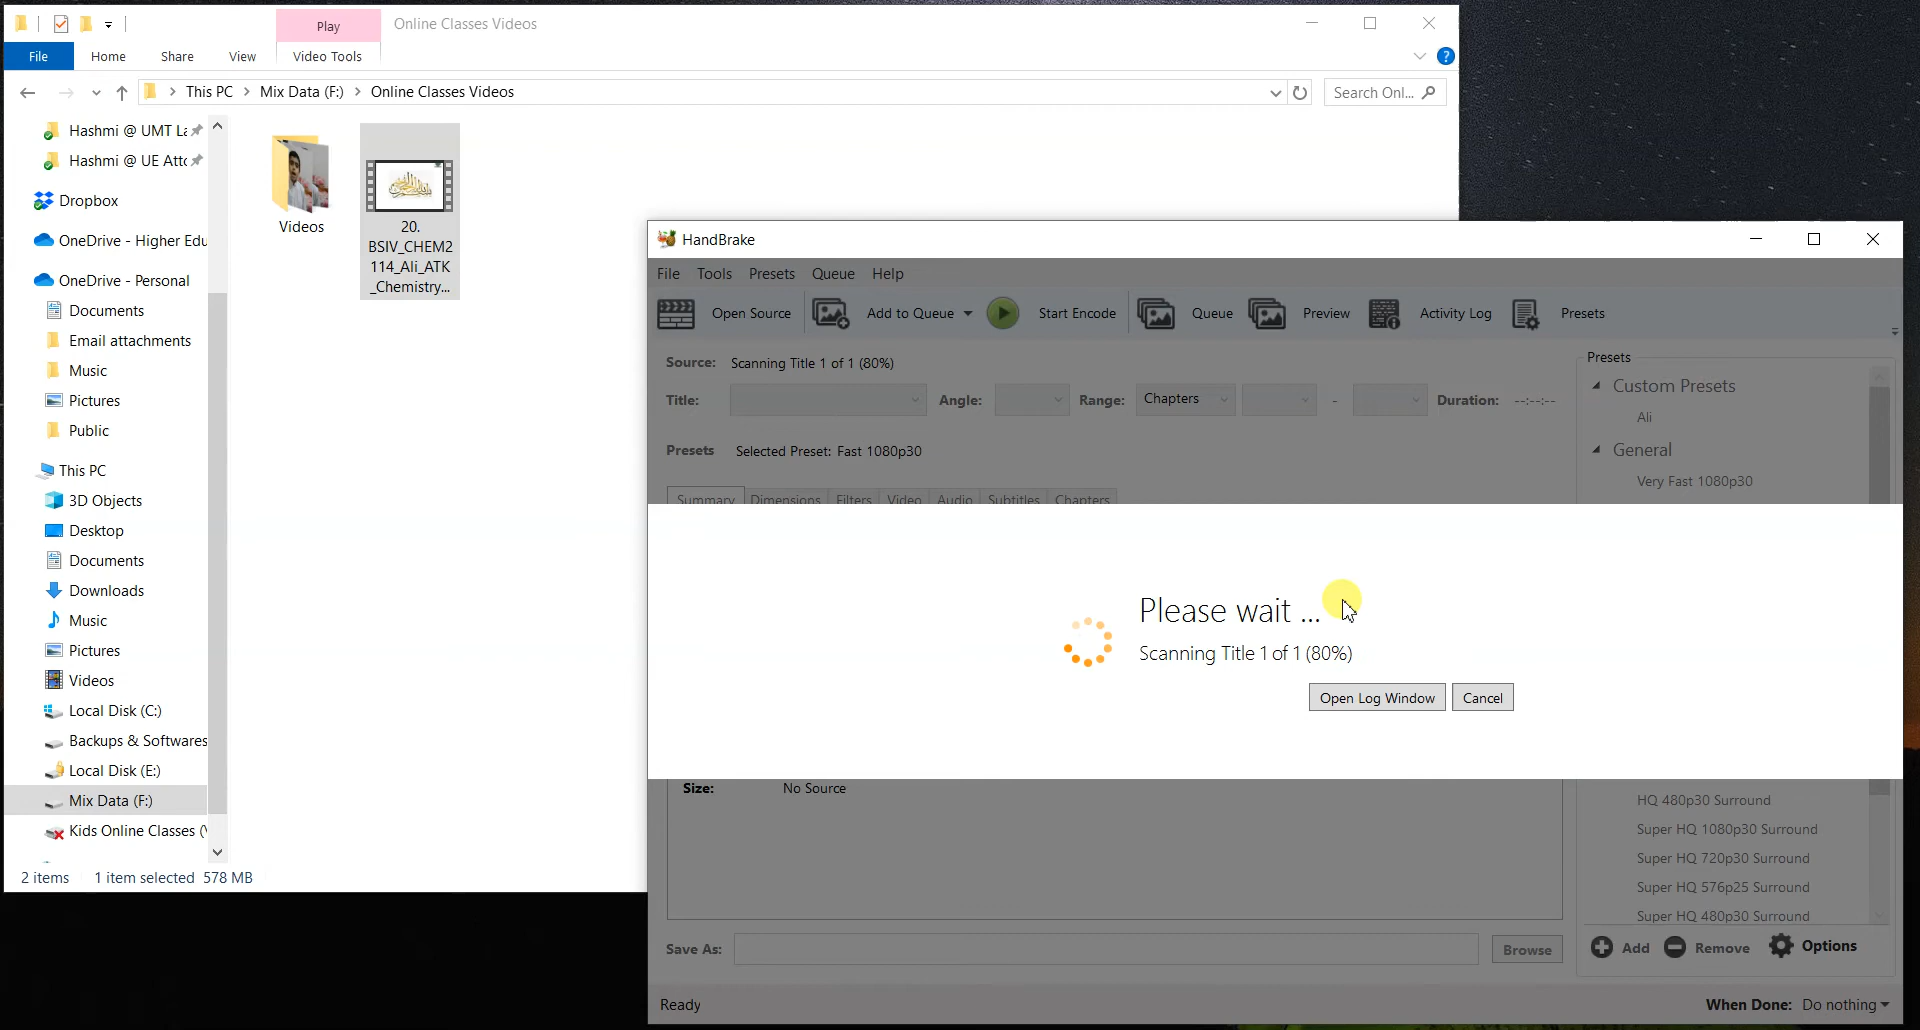 Play
Online Classes Videos
File
Home
Share
View
Video Tools
This PC
Mix Data (F:)
Online Classes Videos
Search Onl...
Hashmi @ UMT La
Hashmi @ UE Atto
Dropbox
OneDrive - Higher Edu
OneDrive - Personal
Documents
Email attachments
Music
Pictures
Public
This PC
3D Objects
Desktop
Documents
Downloads
Music
Pictures
Videos
Local Disk (C:)
Backups & Softwares
Local Disk (E:)
Mix Data (F:)
Kids Online Classes (
Videos
20.
BSIV_CHEM2
114_Ali_ATK
_Chemistry...
2 items 1 item selected 578 MB
HandBrake
File Tools Presets Queue Help
Open Source Add to Queue Start Encode Queue Preview Activity Log Presets
Source: Scanning Title 1 of 1 (80%)
Title: Angle: Range: Chapters - Duration: --:--:--
Presets Selected Preset: Fast 1080p30
Summary Dimensions Filters Video Audio Subtitles Chapters
Presets
Custom Presets
Ali
General
Very Fast 1080p30
Please wait ...
Scanning Title 1 of 1 (80%)
Open Log Window Cancel
Size: No Source
HQ 480p30 Surround
Super HQ 1080p30 Surround
Super HQ 720p30 Surround
Super HQ 576p25 Surround
Super HQ 480p30 Surround
Save As: Browse
Add Remove Options
Ready
When Done: Do nothing